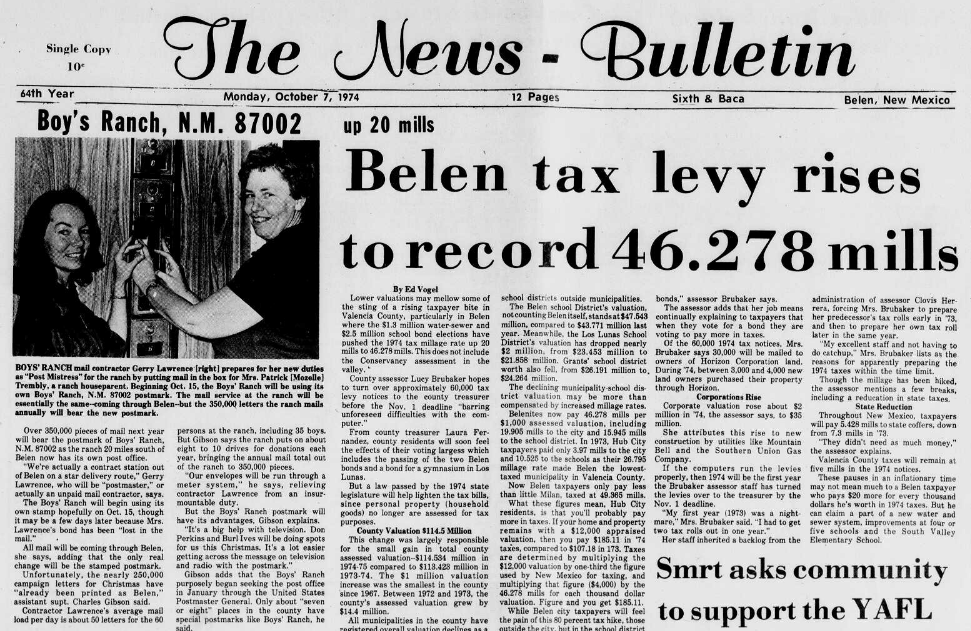 Single Copy
10¢
The News - Bulletin
64th Year
Monday, October 7, 1974
12 Pages
Sixth & Baca
Belen, New Mexico
Boy's Ranch, N.M. 87002
BOYS' RANCH mail contractor Gerry Lawrence [right] prepares for her new duties
as "Post Mistress" for the ranch by putting mail in the box for Mrs. Patrick [Mozelle]
Trembly, a ranch houseparent. Beginning Oct. 15, the Boys' Ranch will be using its
own Boys' Ranch, N.M. 87002 postmark. The mail service at the ranch will be
essentially the same--coming through Belen--but the 350,000 letters the ranch mails
annually will bear the new postmark.
Over 350,000 pieces of mail next year
will bear the postmark of Boys' Ranch,
N.M. 87002 as the ranch 20 miles south of
Belen now has its own post office.
"We're actually a contract station out
of Belen on a star delivery route," Gerry
Lawrence, who will be "postmaster," or
actually an unpaid mail contractor, says.
The Boys' Ranch will begin using its
own stamp hopefully on Oct. 15, though
it may be a few days later because Mrs.
Lawrence's bond has been "lost in the
mail."
All mail will be coming through Belen,
she says, adding that the only real
change will be the stamped postmark.
Unfortunately, the nearly 250,000
campaign letters for Christmas have
"already been printed as Belen,"
assistant supt. Charles Gibson said.
Contractor Lawrence's average mail
load per day is about 50 letters for the 60
persons at the ranch, including 35 boys.
But Gibson says the ranch puts on about
eight to 10 drives for donations each
year, bringing the annual mail total out
of the ranch to 350,000 pieces.
"Our envelopes will be run through a
meter system," he says, relieving
contractor Lawrence from an insur-
mountable duty.
But the Boys' Ranch postmark will
have its advantages, Gibson explains.
"It's a big help with television. Don
Perkins and Burl Ives will be doing spots
for us this Christmas. It's a lot easier
getting across the message on television
and radio with the postmark."
Gibson adds that the Boys' Ranch
purposely began seeking the post office
in January through the United States
Postmaster General. Only about "seven
or eight" places in the county have
special postmarks like Boys' Ranch, he
said.
up 20 mills
Belen tax levy rises
to record 46.278 mills
By Ed Vogel
Lower valuations may mellow some of
the sting of a rising taxpayer bite in
Valencia County, particularly in Belen
where the $1.3 million water-sewer and
$2.5 million school bond elections have
pushed the 1974 tax millage rate up 20
mills to 46.278 mills. This does not include
the Conservancy assessment in the
valley.
County assessor Lucy Brubaker hopes
to turn over approximately 60,000 tax
levy notices to the county treasurer
before the Nov. 1 deadline "barring
unforeseen difficulties with the com-
puter."
From county treasurer Laura Fer-
nandez, county residents will soon feel
the effects of their voting largess which
includes the passing of the two Belen
bonds and a bond for a gymnasium in Los
Lunas.
But a law passed by the 1974 state
legislature will help lighten the tax bills,
since personal property (household
goods) no longer are assessed for tax
purposes.
County Valuation $114.5 Million
This change was largely responsible
for the small gain in total county
assessed valuation--$114.534 million in
1974-75 compared to $113.428 million in
1973-74. The $1 million valuation
increase was the smallest in the county
since 1967. Between 1972 and 1973, the
county's assessed valuation grew by
$14.4 million.
All municipalities in the county have
registered overall valuation declines as a
school districts outside municipalities.
The Belen school District's valuation,
not counting Belen itself, stands at $47.543
million, compared to $43.771 million last
year. Meanwhile, the Los Lunas School
District's valuation has dropped nearly
$2 million, from $23.453 million to
$21.858 million. Grants' school district
worth also fell, from $26.191 million to
$24.264 million.
The declining municipality-school dis-
trict valuation may be more than
compensated by increased millage rates.
Belenites now pay 46.278 mills per
$1,000 assessed valuation, including
19.905 mills to the city and 15.945 mills
to the school district. In 1973, Hub City
taxpayers paid only 3.97 mills to the city
and 10.525 to the schools as their 26.795
millage rate made Belen the lowest-
taxed municipality in Valencia County.
Now Belen taxpayers only pay less
than little Milan, taxed at 49.365 mills.
What these figures mean, Hub City
residents, is that you'll probably pay
more in taxes. If your home and property
remains with a $12,000 appraised
valuation, then you pay $185.11 in '74
taxes, compared to $107.18 in 173. Taxes
are determined by multiplying the
$12,000 valuation by one-third the figure
used by New Mexico for taxing, and
multiplying that figure ($4,000) by the
46.278 mills for each thousand dollar
valuation. Figure and you get $185.11.
While Belen city taxpayers will feel
the pain of this 80 percent tax hike, those
outside the city, but in the school district
bonds," assessor Brubaker says.
The assessor adds that her job means
continually explaining to taxpayers that
when they vote for a bond they are
voting to pay more in taxes.
Of the 60,000 1974 tax notices. Mrs.
Brubaker says 30,000 will be mailed to
owners of Horizon Corporation land.
During '74, between 3,000 and 4,000 new
land owners purchased their property
through Horizon.
Corporations Rise
Corporate valuation rose about $2
million in '74, the assessor says, to $35
million.
She attributes this rise to new
construction by utilities like Mountain
Bell and the Southern Union Gas
Company.
If the computers run the levies
properly, then 1974 will be the first year
the Brubaker assessor staff has turned
the levies over to the treasurer by the
Nov. 1 deadline.
"My first year (1973) was a night-
mare," Mrs. Brubaker said. "I had to get
two tax rolls out in one year."
Her staff inherited a backlog from the
administration of assessor Clovis Her-
rera, forcing Mrs. Brubaker to prepare
her predecessor's tax rolls early in '73,
and then to prepare her own tax roll
later in the same year.
"My excellent staff and not having to
do catchup," Mrs. Brubaker lists as the
reasons for apparently preparing the
1974 taxes within the time limit.
Though the millage has been hiked,
the assessor mentions a few breaks,
including a reduction in state taxes.
State Reduction
Throughout New Mexico, taxpayers
will pay 5.428 mills to state coffers, down
from 7.3 mills in '73.
"They didn't need as much money,"
the assessor explains.
Valencia County taxes will remain at
five mills in the 1974 notices.
These pauses in an inflationary time
may not mean much to a Belen taxpayer
who pays $20 more for every thousand
dollars he's worth in 1974 taxes. But he
can claim a part of a new water and
sewer system, improvements at four or
five schools and the South Valley
Elementary School.
Smrt asks community
to support the YAFL